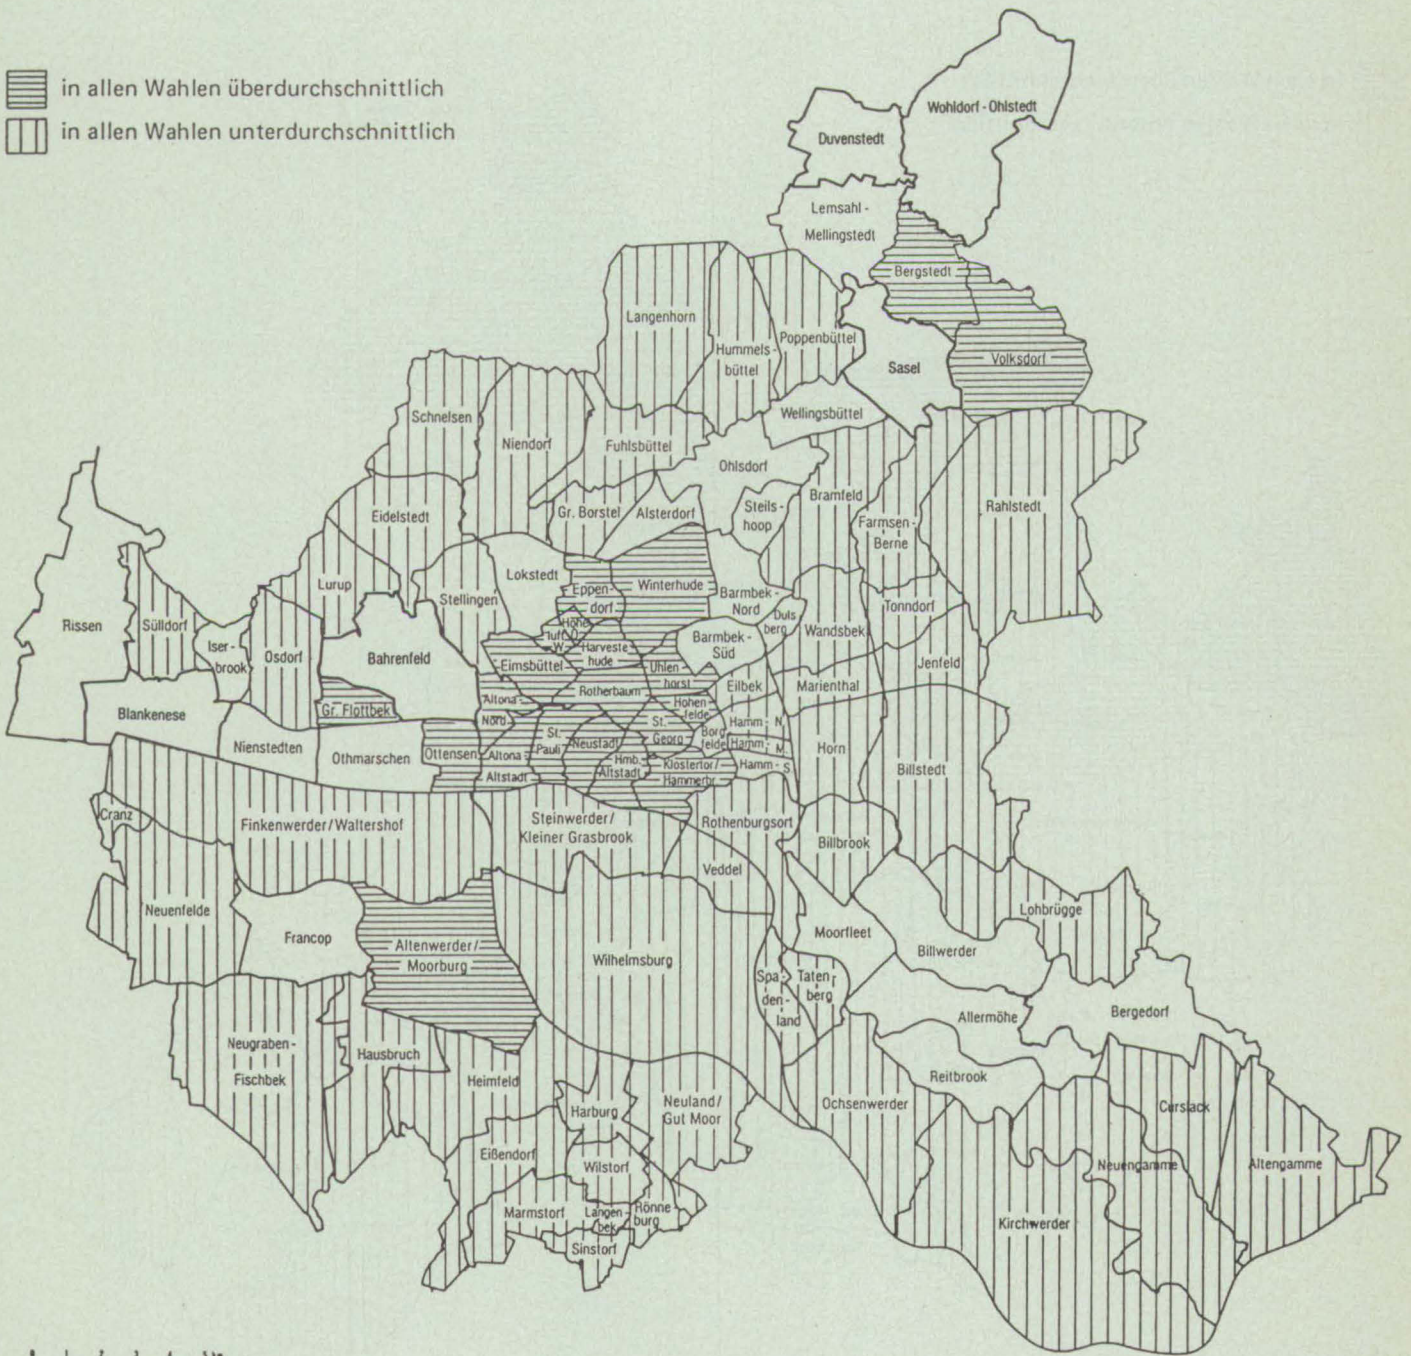 in allen Wahlen überdurchschnittlich
in allen Wahlen unterdurchschnittlich
Wohldorf - Ohlstedt
Duvenstedt
Lemsahl -
Mellingstedt
Bergstedt
Langenhorn
Hummels -
büttel
Poppenbüttel
Sasel
Volksdorf
Schnelsen
Niendorf
Fuhlsbüttel
Wellingsbüttel
Ohlsdorf
Eidelstedt
Gr. Borstel
Alsterdorf
Steils -
hoop
Bramfeld
Farmsen -
Berne
Rahlstedt
Lurup
Stellingen
Lokstedt
Eppen -
dorf
Winterhude
Barmbek -
Nord
Duls
berg
Wandsbek
Tonndorf
Rissen
Sülldorf
Iser -
brook
Osdorf
Bahrenfeld
Hohe
luft O.
W.
Harveste
hude
Eimsbüttel
Barmbek -
Süd
Jenfeld
Uhlen
horst
Eilbek
Marienthal
Blankenese
Gr. Flottbek
Altona -
Nord
Rotherbaum
Hohen
felde
Nienstedten
Othmarschen
Ottensen
Altona -
Altstadt
St.
Pauli
Neustadt
St.
Georg
Borg
felde
Hamm - N.
Hamm - M.
Hamm - S.
Horn
Billstedt
Hmb.
Altstadt
Klostertor/
Hammerbr.
Cranz
Finkenwerder/Waltershof
Steinwerder/
Kleiner Grasbrook
Rothenburgsort
Billbrook
Veddel
Neuenfelde
Francop
Altenwerder/
Moorburg
Wilhelmsburg
Moorfleet
Billwerder
Lohbrügge
Spa -
den -
land
Taten -
berg
Allermöhe
Bergedorf
Neugraben -
Fischbek
Hausbruch
Heimfeld
Harburg
Neuland/
Gut Moor
Ochsenwerder
Reitbrook
Curslack
Eißendorf
Wilstorf
Neuengamme
Altengamme
Marmstorf
Langen -
bek
Rönne
burg
Kirchwerder
Sinstorf